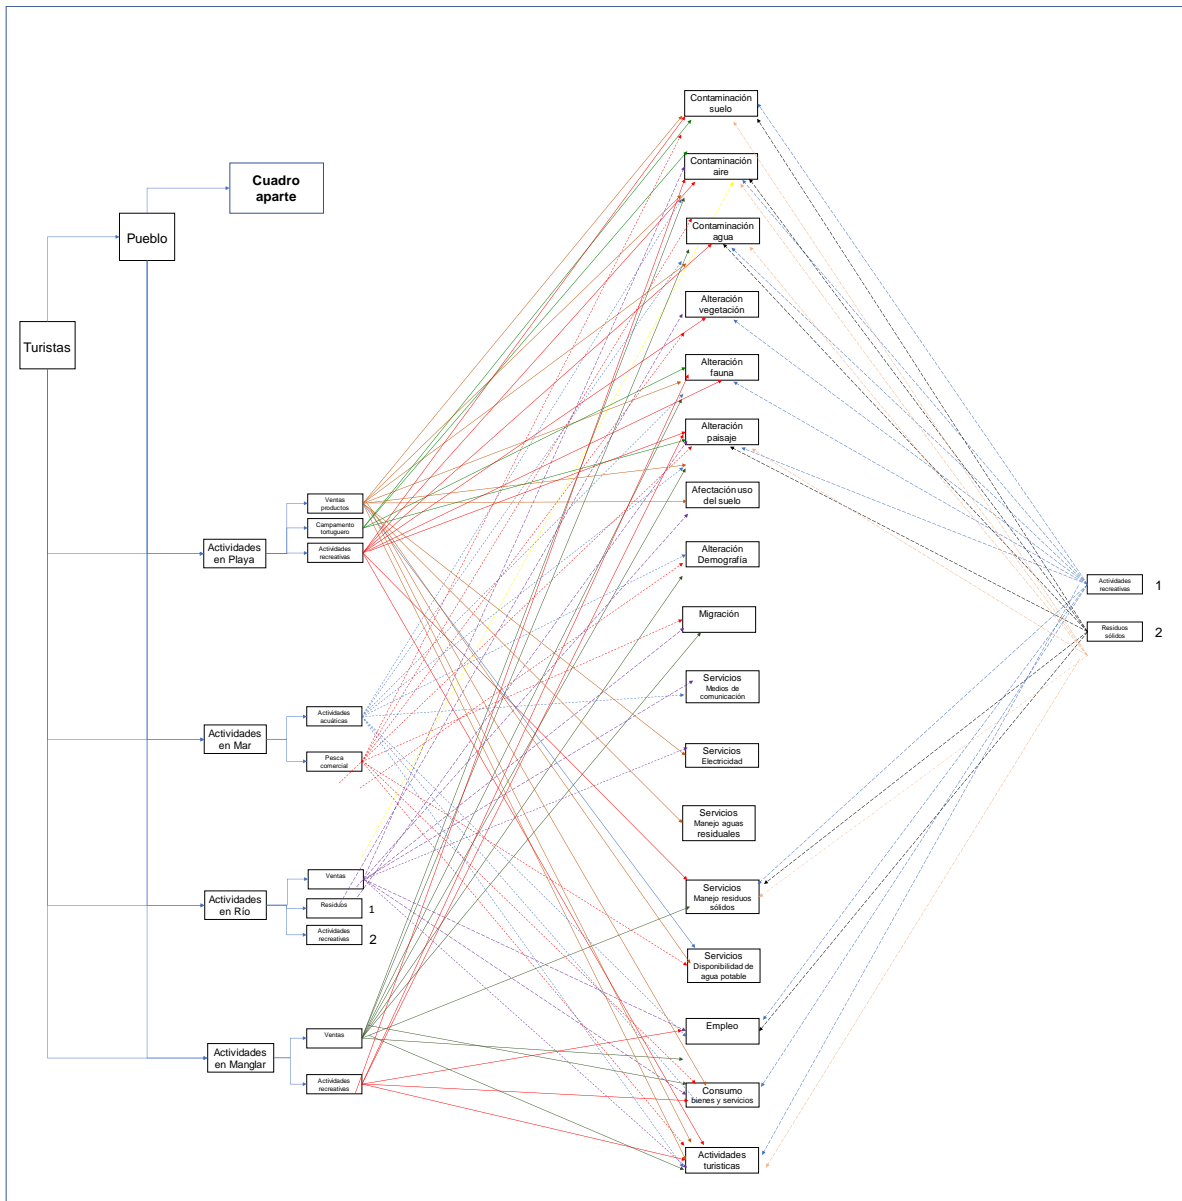 Contaminación
suelo
Contaminación
aire
Cuadro
aparte
Pueblo
Contaminación
agua
Turistas
Alteración
vegetación
Alteración
fauna
Alteración
paisaje
Afectación uso
del suelo
Ventas
productos
Campamento
tortuguero
Actividades
recreativas
Actividades
en Playa
Alteración
Demografía
Actividades
recreativas
1
Migración
Residuos
sólidos
2
Servicios
Medios de
comunicación
Actividades
acuáticas
Actividades
en Mar
Pesca
comercial
Servicios
Electricidad
Servicios
Manejo aguas
residuales
Ventas
Actividades
en Río
Residuos
1
Actividades
recreativas
2
Servicios
Manejo residuos
sólidos
Servicios
Disponibilidad de
agua potable
Ventas
Actividades
en Manglar
Actividades
recreativas
Empleo
Consumo
bienes y servicios
Actividades
turisticas